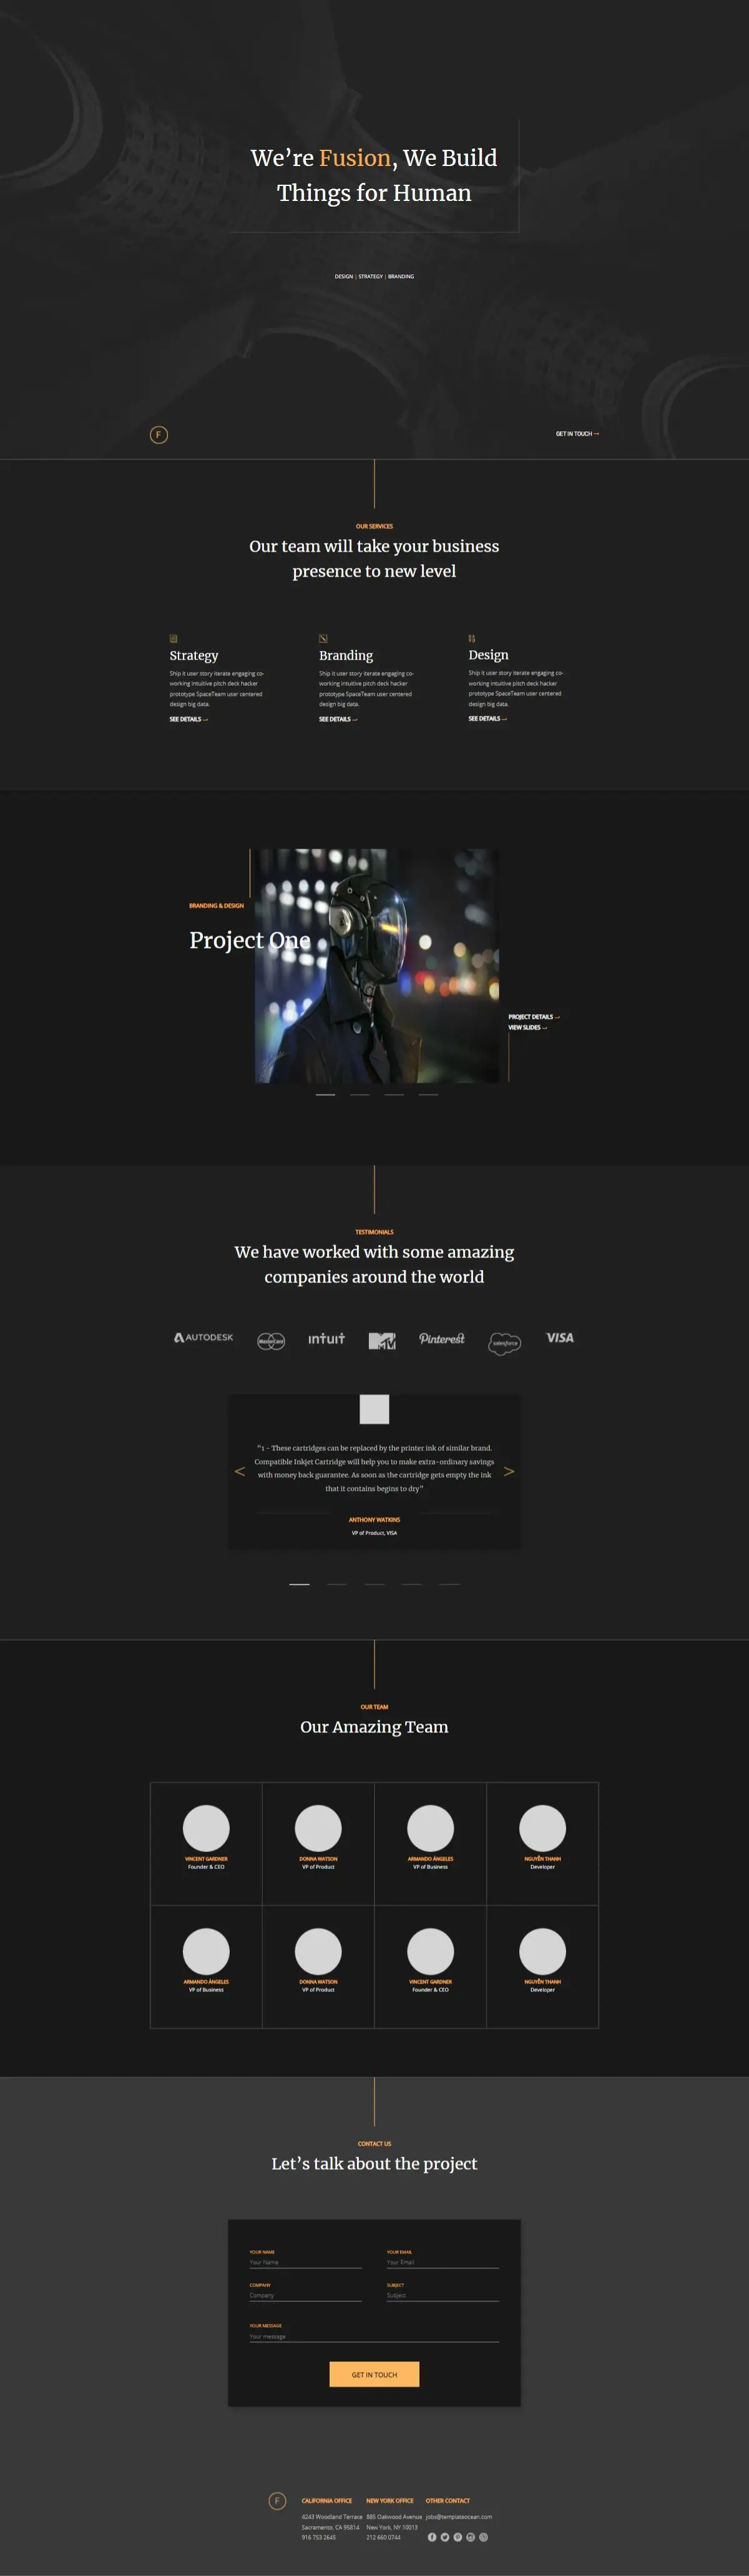 We're Fusion, We Build
Things for Human
DESIGN | STRATEGY | BRANDING
F
GET IN TOUCH →
OUR SERVICES
Our team will take your business
presence to new level
Strategy
Ship it user story iterate engaging co-
working intuitive pitch deck hacker
prototype SpaceTeam user centered
design big data.
SEE DETAILS →
Branding
Ship it user story iterate engaging co-
working intuitive pitch deck hacker
prototype SpaceTeam user centered
design big data.
SEE DETAILS →
Design
Ship it user story iterate engaging co-
working intuitive pitch deck hacker
prototype SpaceTeam user centered
design big data.
SEE DETAILS →
BRANDING & DESIGN
Project One
PROJECT DETAILS →
VIEW SLIDES →
TESTIMONIALS
We have worked with some amazing
companies around the world
AUTODESK
MasterCard
intuit
MTV
Pinterest
salesforce
VISA
"1 - These cartridges can be replaced by the printer ink of similar brand.
Compatible Inkjet Cartridge will help you to make extra-ordinary savings
with money back guarantee. As soon as the cartridge gets empty the ink
that it contains begins to dry"
< >
ANTHONY WATKINS
VP of Product, VISA
OUR TEAM
Our Amazing Team
VINCENT GARDNER
Founder & CEO
DONNA WATSON
VP of Product
ARMANDO ÁNGELES
VP of Business
NGUYỄN THANH
Developer
ARMANDO ÁNGELES
VP of Business
DONNA WATSON
VP of Product
VINCENT GARDNER
Founder & CEO
NGUYỄN THANH
Developer
CONTACT US
Let's talk about the project
YOUR NAME
Your Name
YOUR EMAIL
Your Email
COMPANY
Company
SUBJECT
Subject
YOUR MESSAGE
Your message
GET IN TOUCH
F
CALIFORNIA OFFICE
4243 Woodland Terrace
Sacramento, CA 95814
916 753 2645
NEW YORK OFFICE
885 Oakwood Avenue
New York, NY 10013
212 660 0744
OTHER CONTACT
jobs@templateocean.com